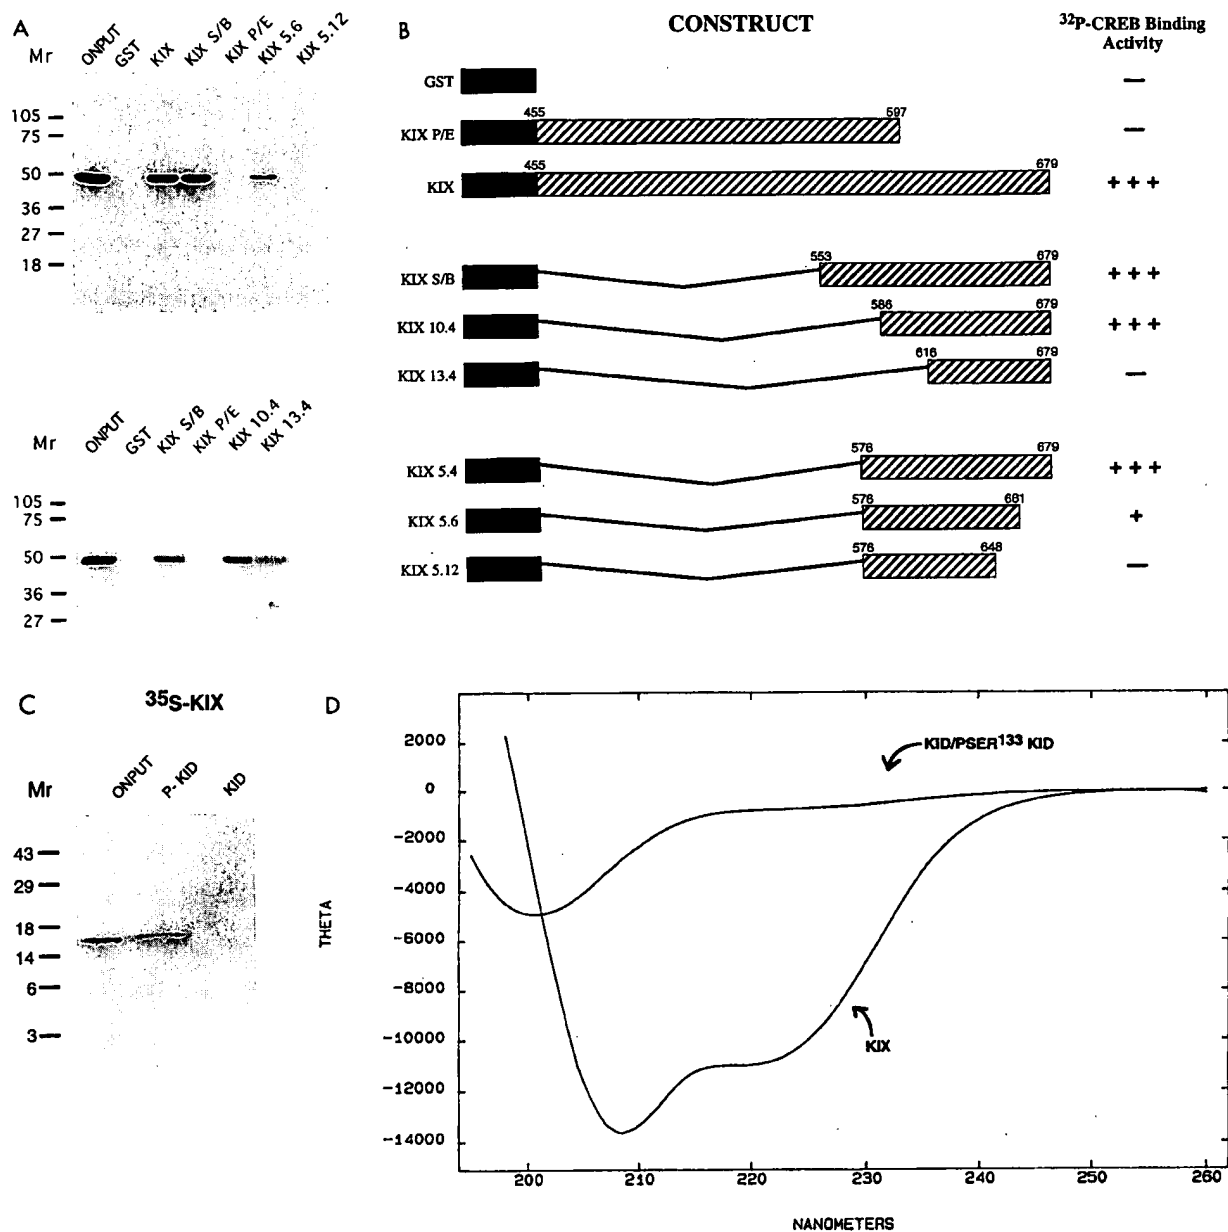 A
Mr ONPUT GST KIX KIX S/B KIX P/E KIX 5.6 KIX 5.12
105
75
50
36
27
18
Mr ONPUT GST KIX S/B KIX P/E KIX 10.4 KIX 13.4
105
75
50
36
27
B CONSTRUCT 32P-CREB Binding
Activity
GST —
KIX P/E 455 597 —
KIX 455 679 + + +
KIX S/B 553 679 + + +
KIX 10.4 586 679 + + +
KIX 13.4 616 679 —
KIX 5.4 576 679 + + +
KIX 5.6 576 661 +
KIX 5.12 576 648 —
C 35S-KIX
Mr ONPUT P-KID KID
43
29
18
14
6
3
D
KID/PSER133 KID
KIX
THETA
2000
0
-2000
-4000
-6000
-8000
-10000
-12000
-14000
200 210 220 230 240 250 260
NANOMETERS